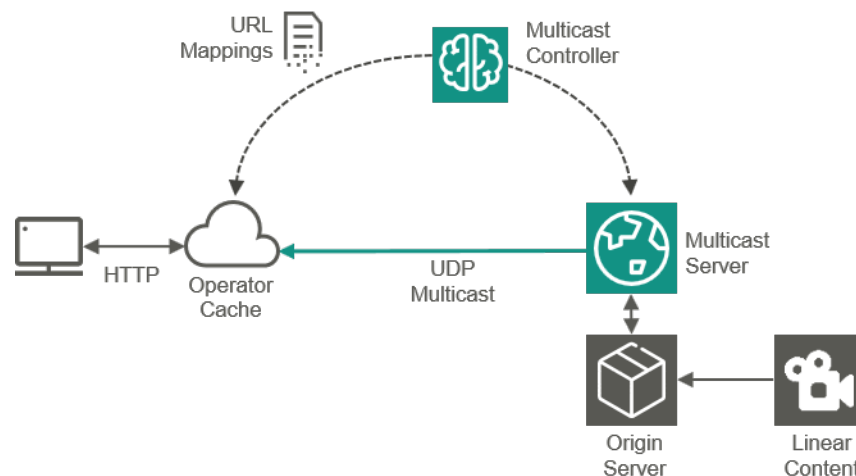 URL
Mappings
Multicast
Controller
HTTP
Operator
Cache
UDP
Multicast
Multicast
Server
Origin
Server
Linear
Content